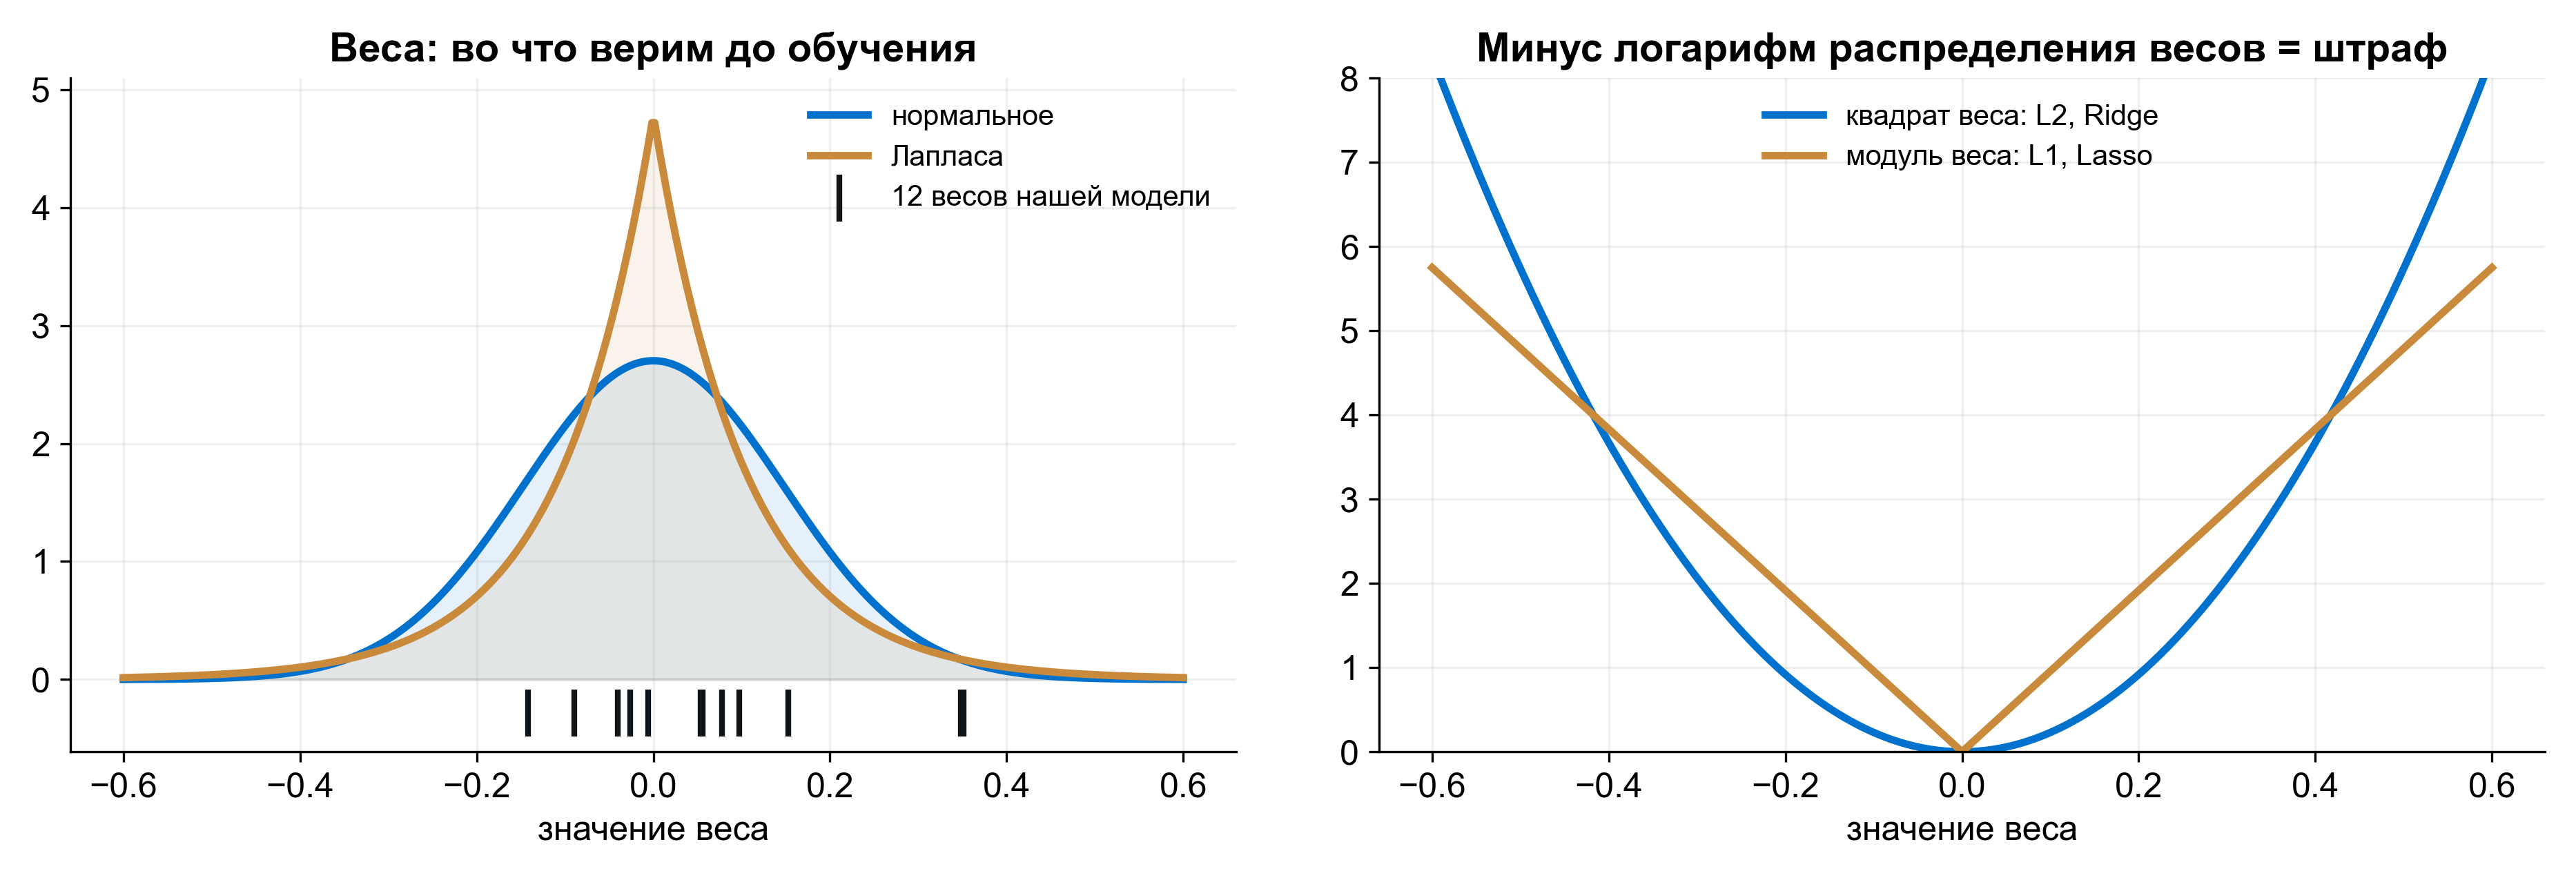 Веса: во что верим до обучения
5
4
3
2
1
0
нормальное
Лапласа
12 весов нашей модели
−0.6 −0.4 −0.2 0.0 0.2 0.4 0.6
значение веса
Минус логарифм распределения весов = штраф
8
7
6
5
4
3
2
1
0
квадрат веса: L2, Ridge
модуль веса: L1, Lasso
−0.6 −0.4 −0.2 0.0 0.2 0.4 0.6
значение веса